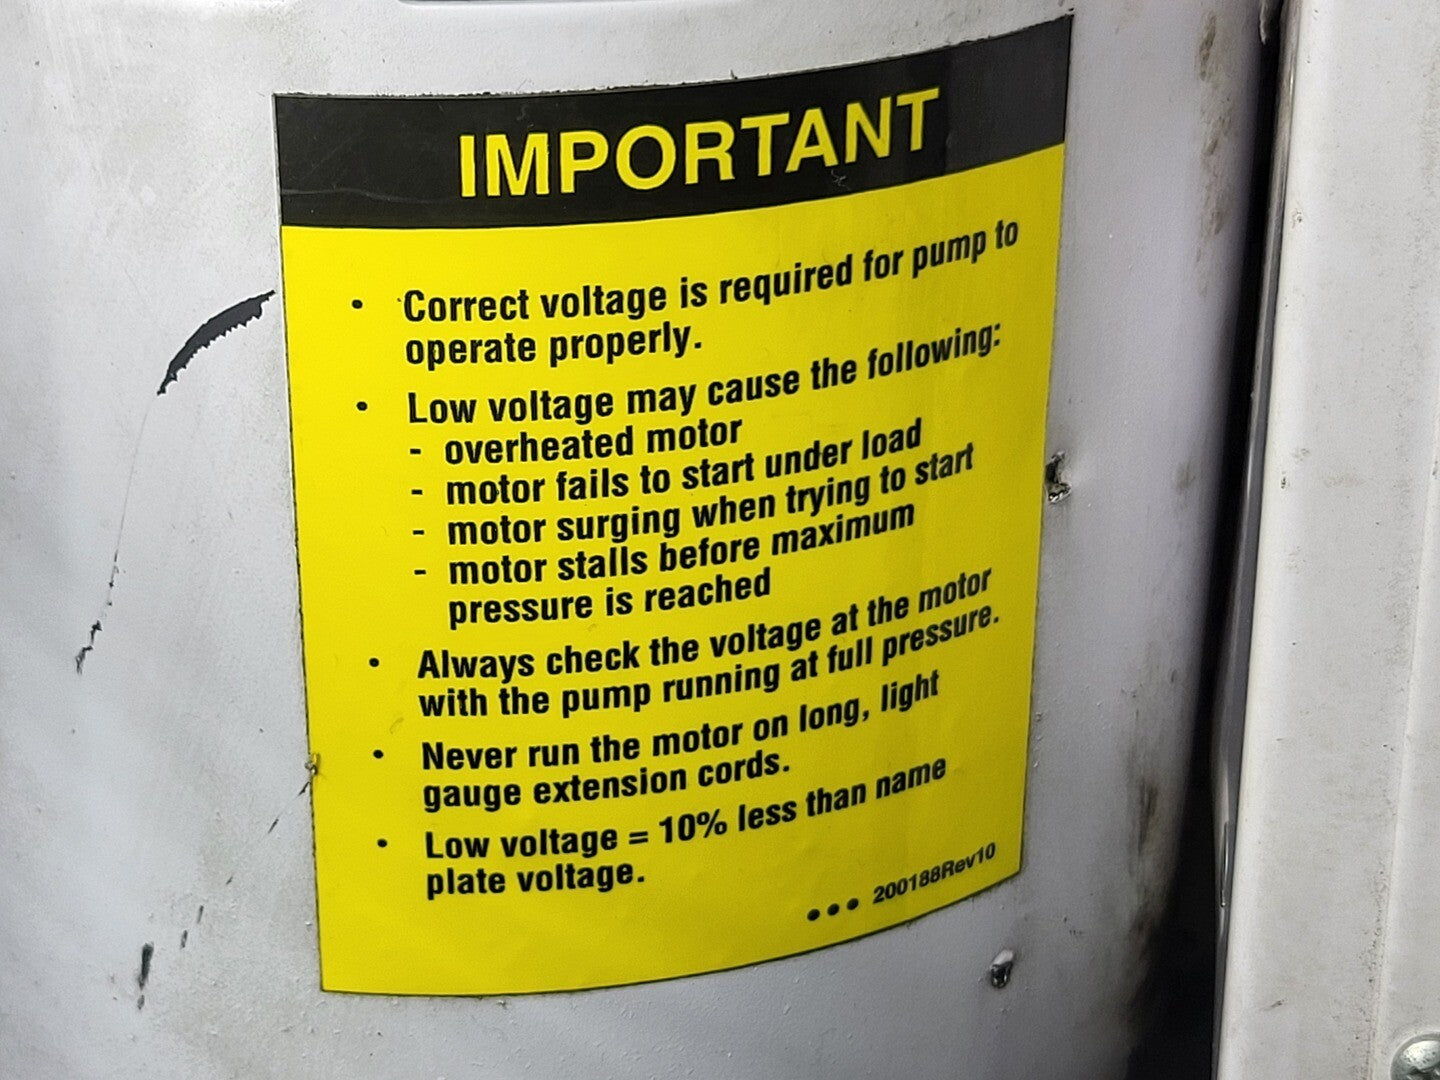 IMPORTANT
• Correct voltage is required for pump to
operate properly.
• Low voltage may cause the following:
- overheated motor
- motor fails to start under load
- motor surging when trying to start
- motor stalls before maximum
pressure is reached
• Always check the voltage at the motor
with the pump running at full pressure.
• Never run the motor on long, light
gauge extension cords.
• Low voltage = 10% less than name
plate voltage.
••• 200188Rev10